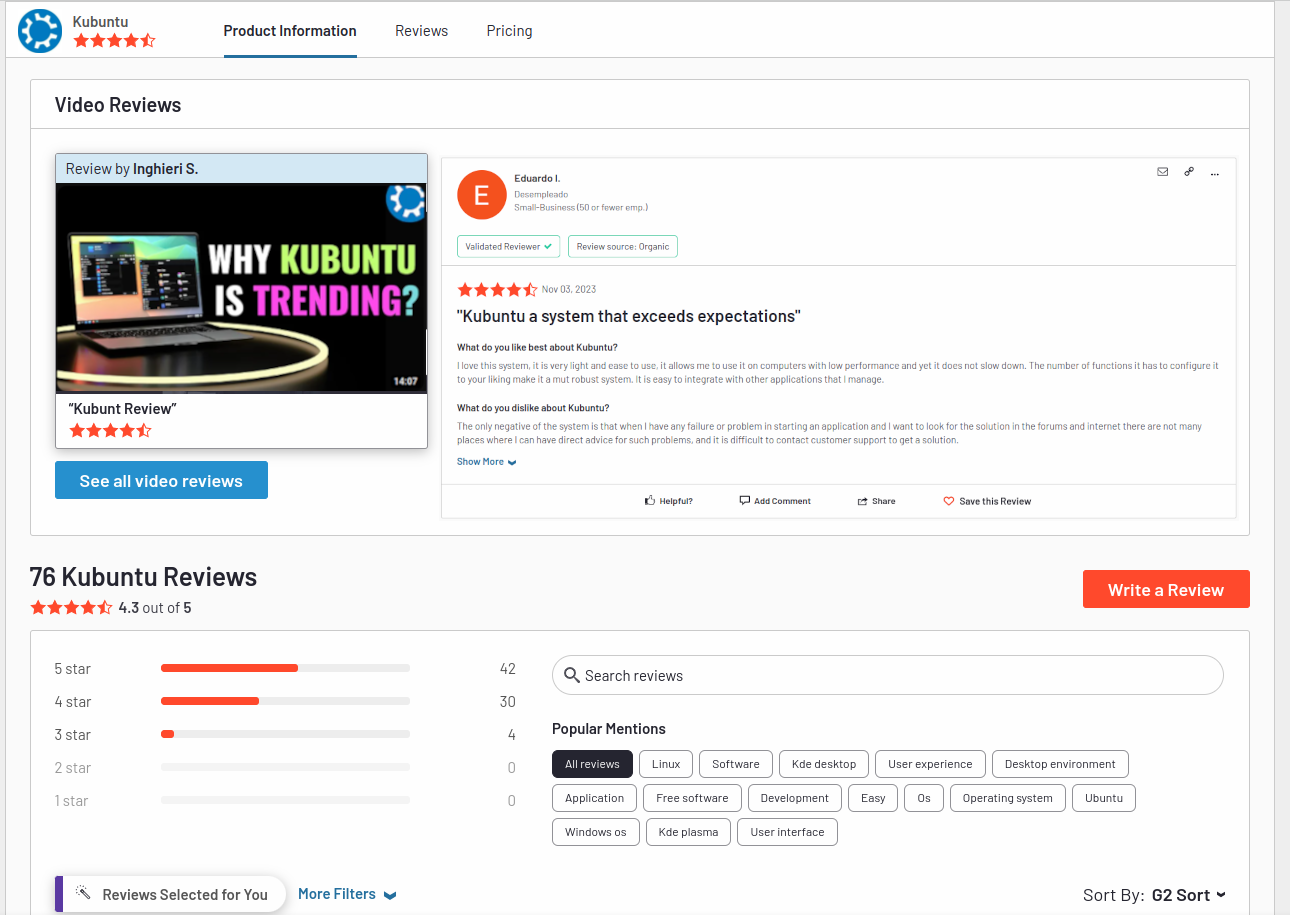 Kubuntu
Product Information
Reviews
Pricing
Video Reviews
Review by Inghieri S.
WHY KUBUNTU
IS TRENDING?
14:07
“Kubunt Review”
See all video reviews
E
Eduardo I.
Desempleado
Small-Business (50 or fewer emp.)
...
Validated Reviewer
Review source: Organic
Nov 03, 2023
"Kubuntu a system that exceeds expectations"
What do you like best about Kubuntu?
I love this system, it is very light and easy to use, it allows me to use it on computers with low performance and yet it does not slow down. The number of functions it has to configure it
to your liking make it a mut robust system. It is easy to integrate with other applications that I manage.
What do you dislike about Kubuntu?
The only negative of the system is that when I have any failure or problem in starting an application and I want to look for the solution in the forums and internet there are not many
places where I can have direct advice for such problems, and it is difficult to contact customer support to get a solution.
Show More
Helpful?
Add Comment
Share
Save this Review
76 Kubuntu Reviews
4.3 out of 5
Write a Review
5 star 42
4 star 30
3 star 4
2 star 0
1 star 0
Search reviews
Popular Mentions
All reviews Linux Software Kde desktop User experience Desktop environment
Application Free software Development Easy Os Operating system Ubuntu
Windows os Kde plasma User interface
Reviews Selected for You
More Filters
Sort By: G2 Sort